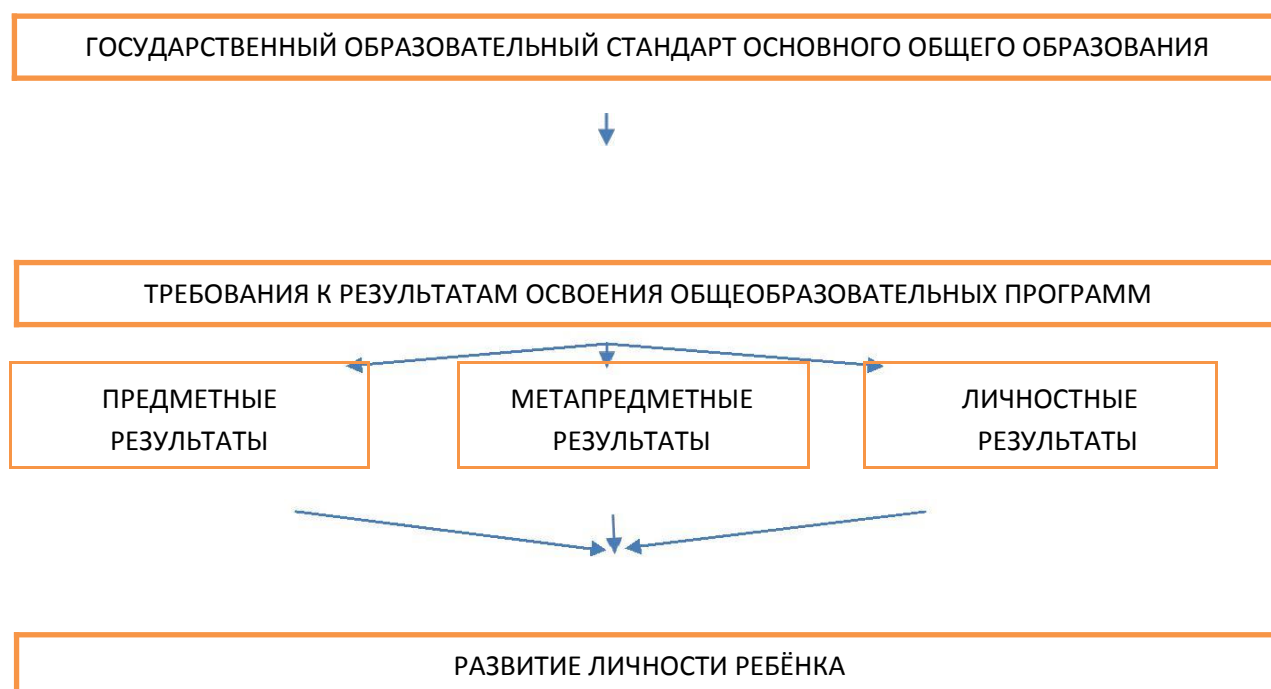 ГОСУДАРСТВЕННЫЙ ОБРАЗОВАТЕЛЬНЫЙ СТАНДАРТ ОСНОВНОГО ОБЩЕГО ОБРАЗОВАНИЯ
ТРЕБОВАНИЯ К РЕЗУЛЬТАТАМ ОСВОЕНИЯ ОБЩЕОБРАЗОВАТЕЛЬНЫХ ПРОГРАММ
ПРЕДМЕТНЫЕ
РЕЗУЛЬТАТЫ
МЕТАПРЕДМЕТНЫЕ
РЕЗУЛЬТАТЫ
ЛИЧНОСТНЫЕ
РЕЗУЛЬТАТЫ
РАЗВИТИЕ ЛИЧНОСТИ РЕБЁНКА